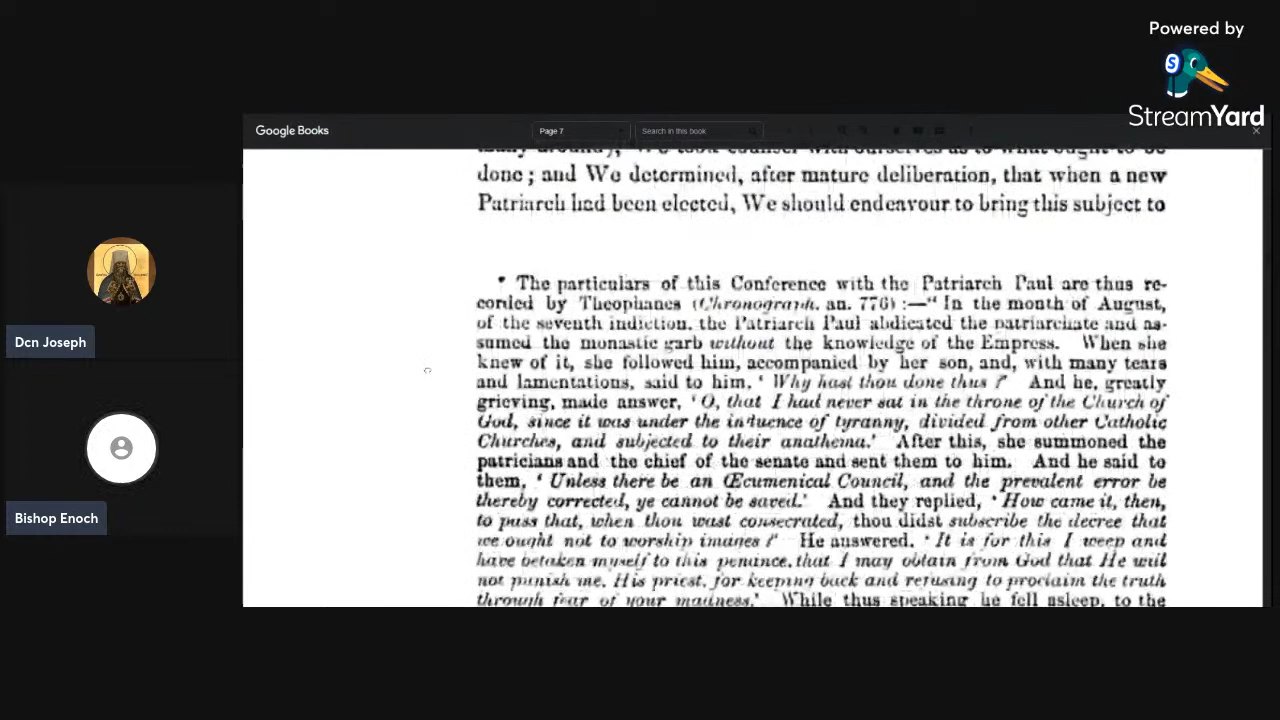 Powered by
StreamYard
Google Books
Page 7
Search in this book
done; and We determined, after mature deliberation, that when a new
Patriarch had been elected, We should endeavour to bring this subject to
* The particulars of this Conference with the Patriarch Paul are thus re-
corded by Theophanes (Chronograph. an. 776) :—“ In the month of August,
of the seventh indiction, the Patriarch Paul abdicated the patriarchate and as-
sumed the monastic garb without the knowledge of the Empress. When she
knew of it, she followed him, accompanied by her son, and, with many tears
and lamentations, said to him, ‘ Why hast thou done thus ?’ And he, greatly
grieving, made answer, ‘ O, that I had never sat in the throne of the Church of
God, since it was under the influence of tyranny, divided from other Catholic
Churches, and subjected to their anathema.’ After this, she summoned the
patricians and the chief of the senate and sent them to him. And he said to
them, ‘ Unless there be an Œcumenical Council, and the prevalent error be
thereby corrected, ye cannot be saved.’ And they replied, ‘ How came it, then,
to pass that, when thou wast consecrated, thou didst subscribe the decree that
we ought not to worship images ?’ He answered, ‘ It is for this I weep and
have betaken myself to this penance, that I may obtain from God that He will
not punish me, His priest, for keeping back and refusing to proclaim the truth
through fear of your madness.’ While thus speaking he fell asleep, to the
Dcn Joseph
Bishop Enoch